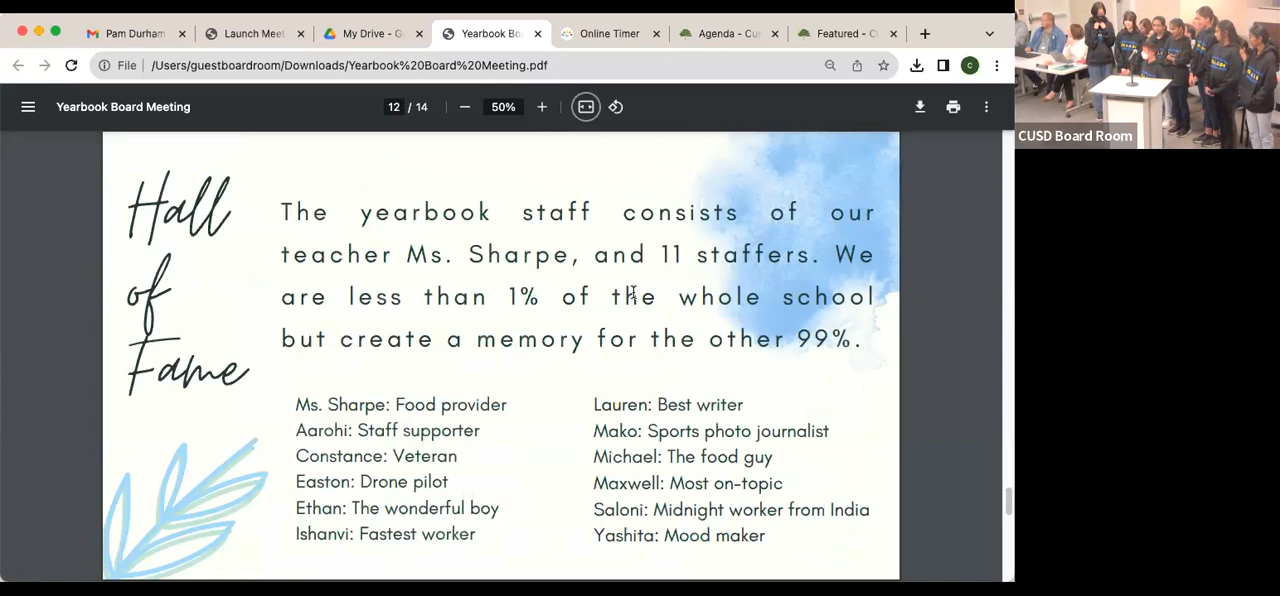 Pam Durham
Launch Meet
My Drive - G
Yearbook Bo
Online Timer
Agenda - Cup
Featured - C
File
/Users/guestboardroom/Downloads/Yearbook%20Board%20Meeting.pdf
C
Yearbook Board Meeting
12 / 14
50%
CUSD Board Room
Hall
of
Fame
The yearbook staff consists of our
teacher Ms. Sharpe, and 11 staffers. We
are less than 1% of the whole school
but create a memory for the other 99%.
Ms. Sharpe: Food provider
Aarohi: Staff supporter
Constance: Veteran
Easton: Drone pilot
Ethan: The wonderful boy
Ishanvi: Fastest worker
Lauren: Best writer
Mako: Sports photo journalist
Michael: The food guy
Maxwell: Most on-topic
Saloni: Midnight worker from India
Yashita: Mood maker